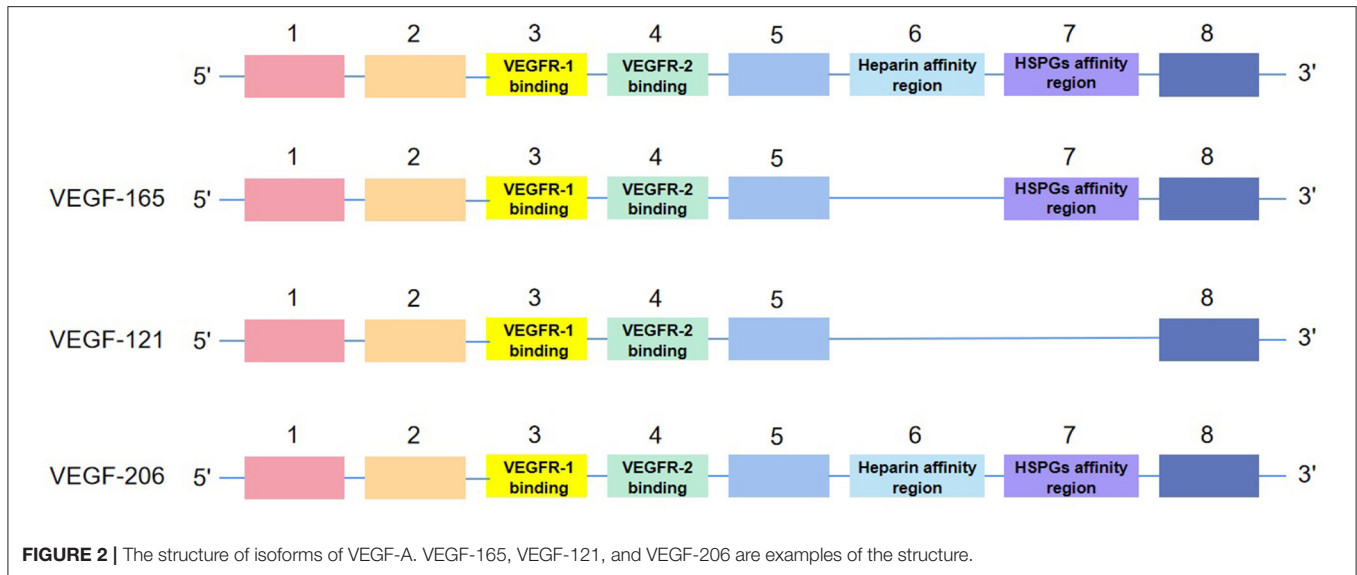 1 2 3 4 5 6 7 8
5' VEGFR-1 binding VEGFR-2 binding Heparin affinity region HSPGs affinity region 3'
1 2 3 4 5 7 8
VEGF-165 5' VEGFR-1 binding VEGFR-2 binding HSPGs affinity region 3'
1 2 3 4 5 8
VEGF-121 5' VEGFR-1 binding VEGFR-2 binding 3'
1 2 3 4 5 6 7 8
VEGF-206 5' VEGFR-1 binding VEGFR-2 binding Heparin affinity region HSPGs affinity region 3'
FIGURE 2 | The structure of isoforms of VEGF-A. VEGF-165, VEGF-121, and VEGF-206 are examples of the structure.